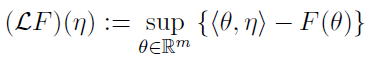 (ℒF)(η) := sup_{θ∈ℝ^m} {⟨θ, η⟩ − F(θ)}